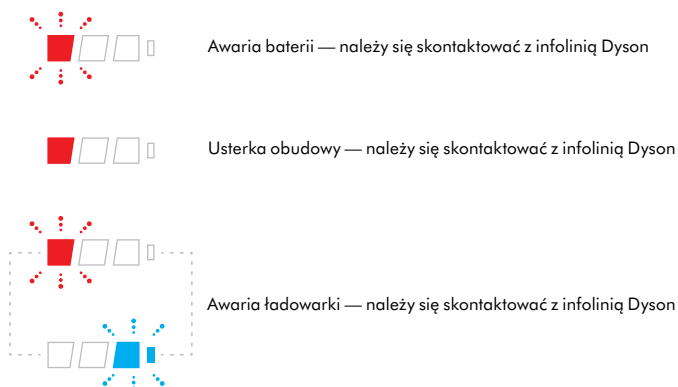 Awaria baterii — należy się skontaktować z infolinią Dyson
Usterka obudowy — należy się skontaktować z infolinią Dyson
Awaria ładowarki — należy się skontaktować z infolinią Dyson